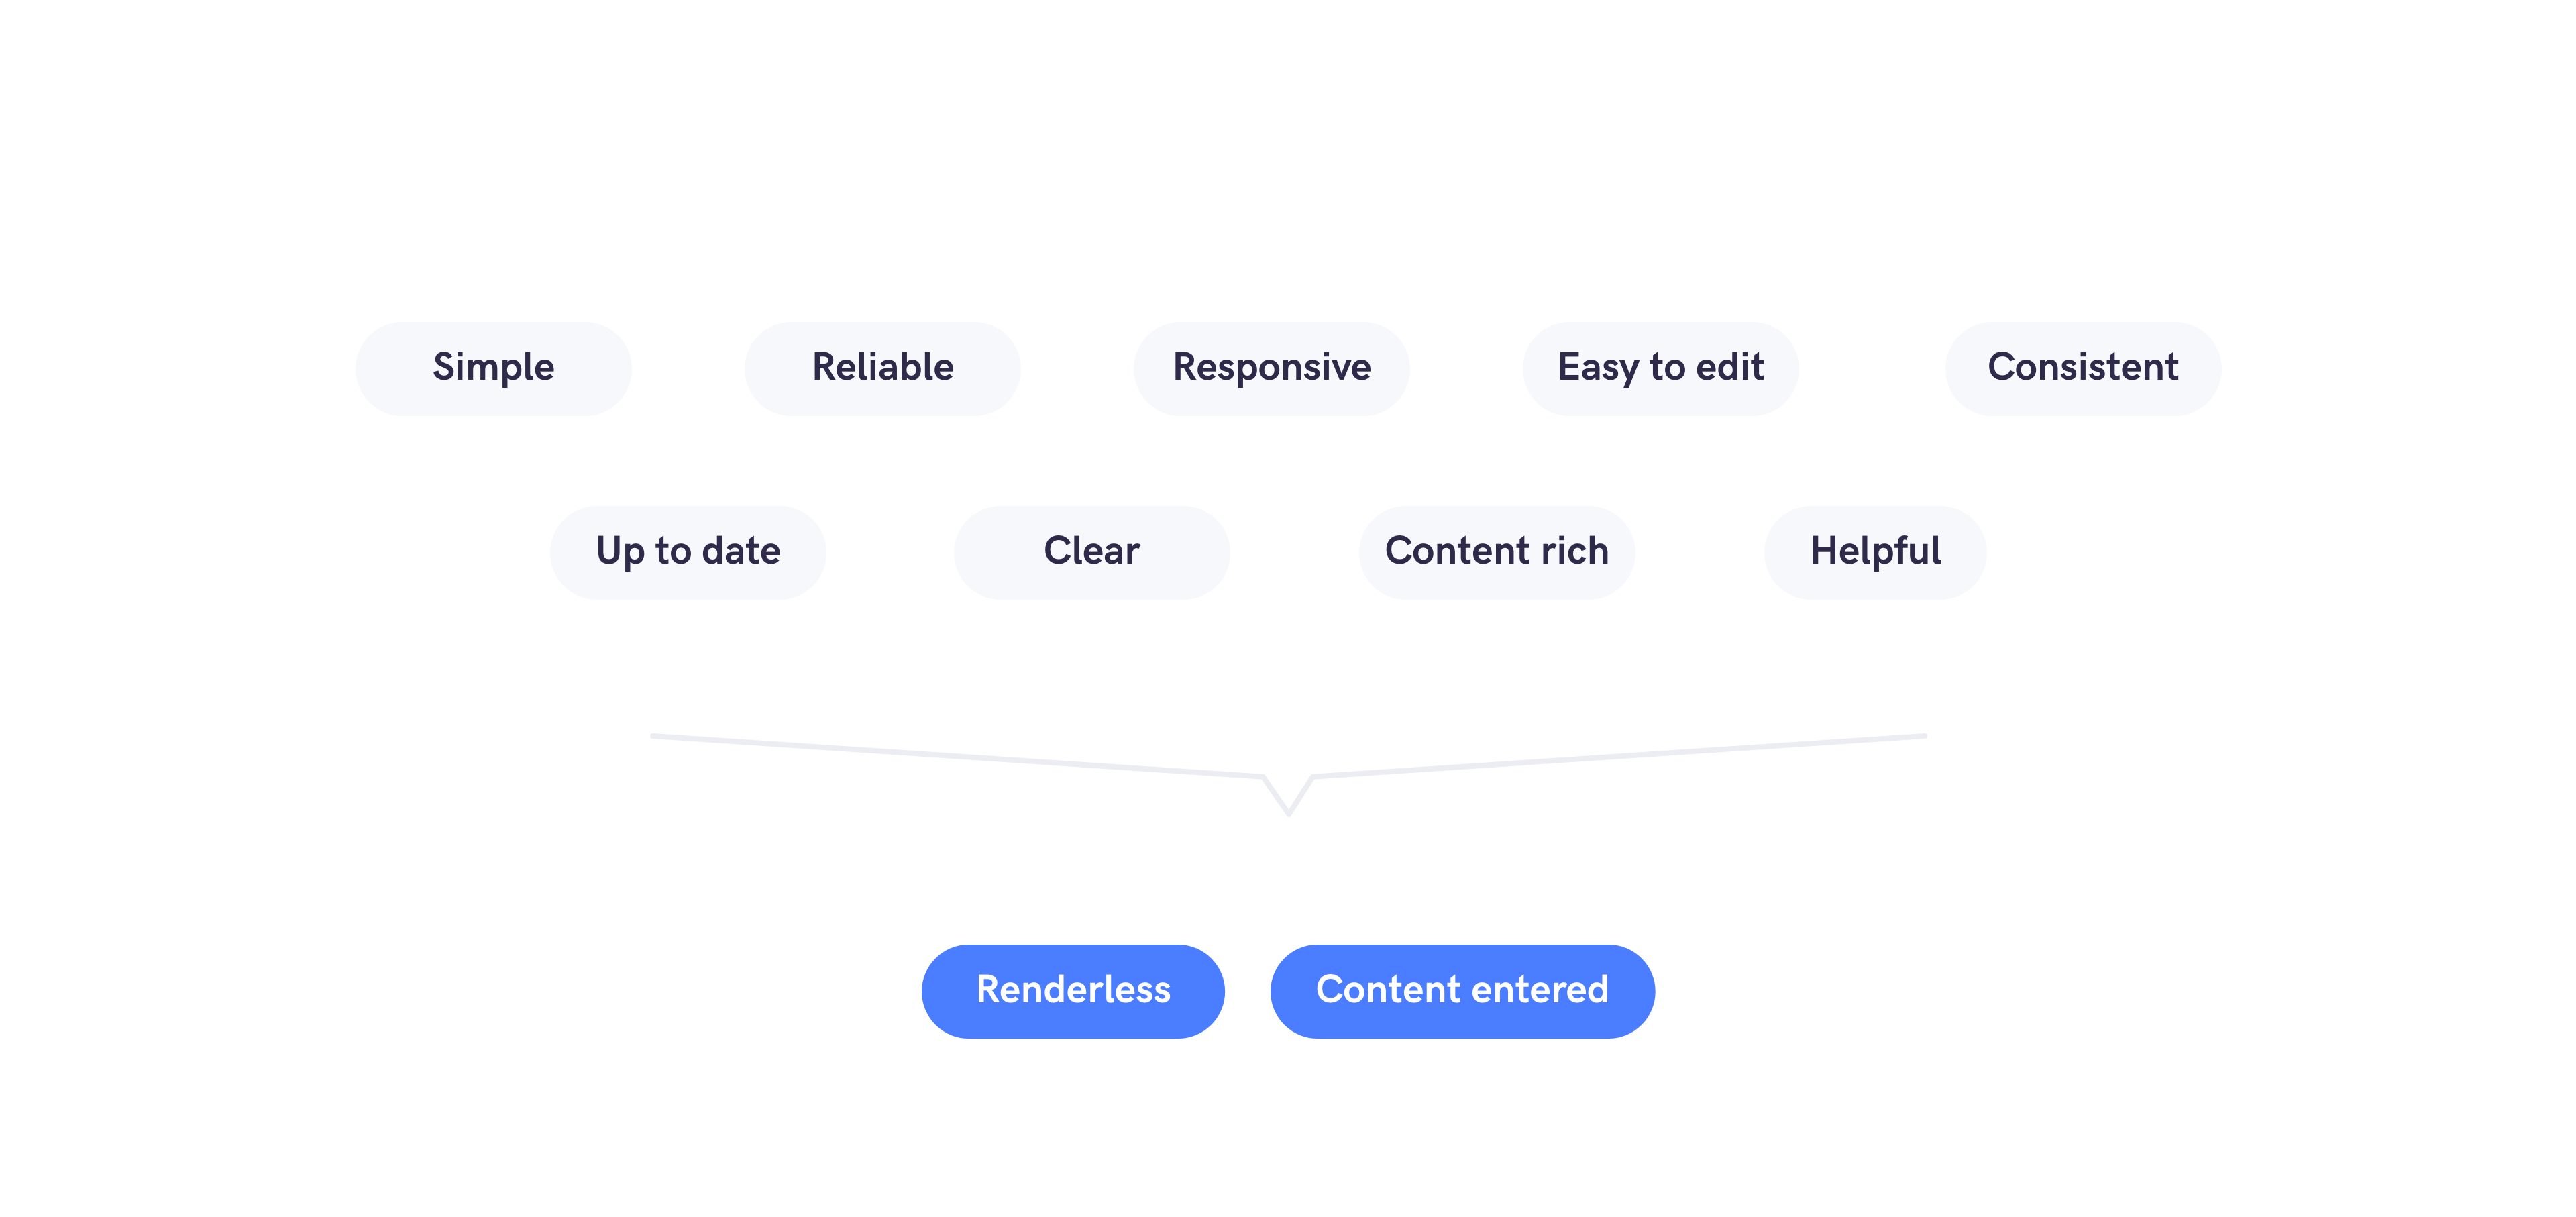 Simple Reliable Responsive Easy to edit Consistent
Up to date Clear Content rich Helpful
Renderless Content entered